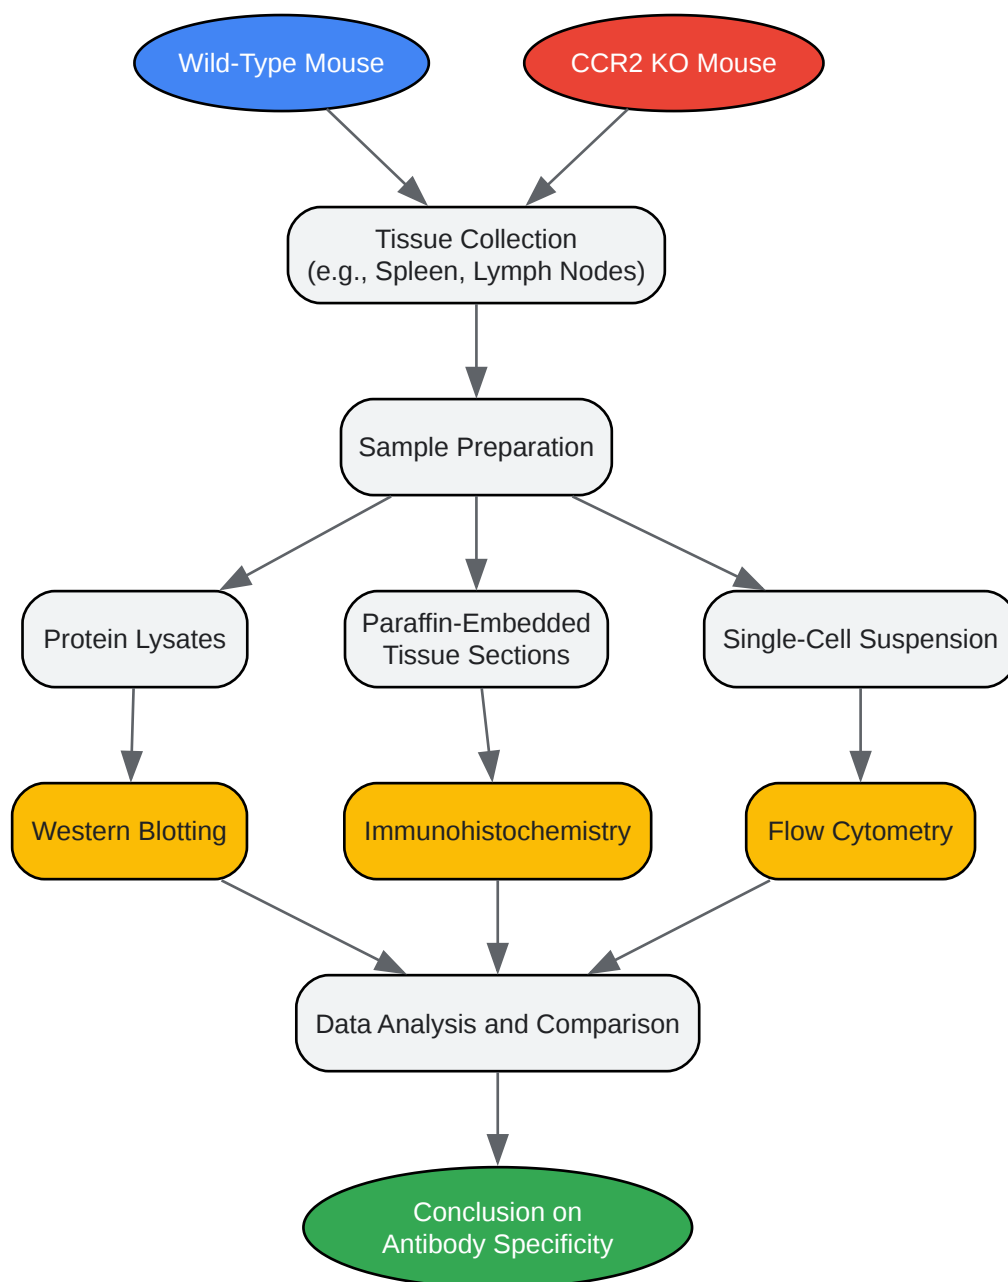 Wild-Type Mouse
CCR2 KO Mouse
Tissue Collection
(e.g., Spleen, Lymph Nodes)
Sample Preparation
Protein Lysates
Paraffin-Embedded
Tissue Sections
Single-Cell Suspension
Western Blotting
Immunohistochemistry
Flow Cytometry
Data Analysis and Comparison
Conclusion on
Antibody Specificity